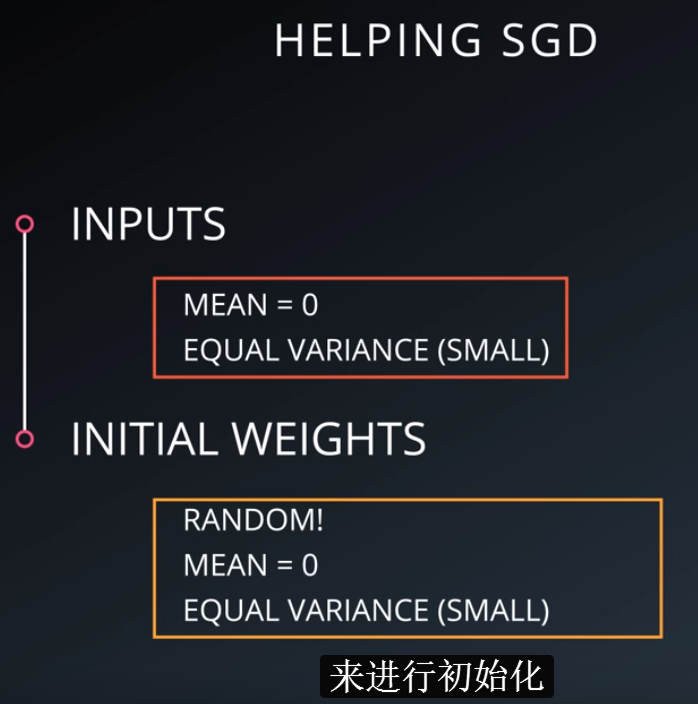 HELPING SGD
INPUTS
MEAN = 0
EQUAL VARIANCE (SMALL)
INITIAL WEIGHTS
RANDOM!
MEAN = 0
EQUAL VARIANCE (SMALL)
来进行初始化